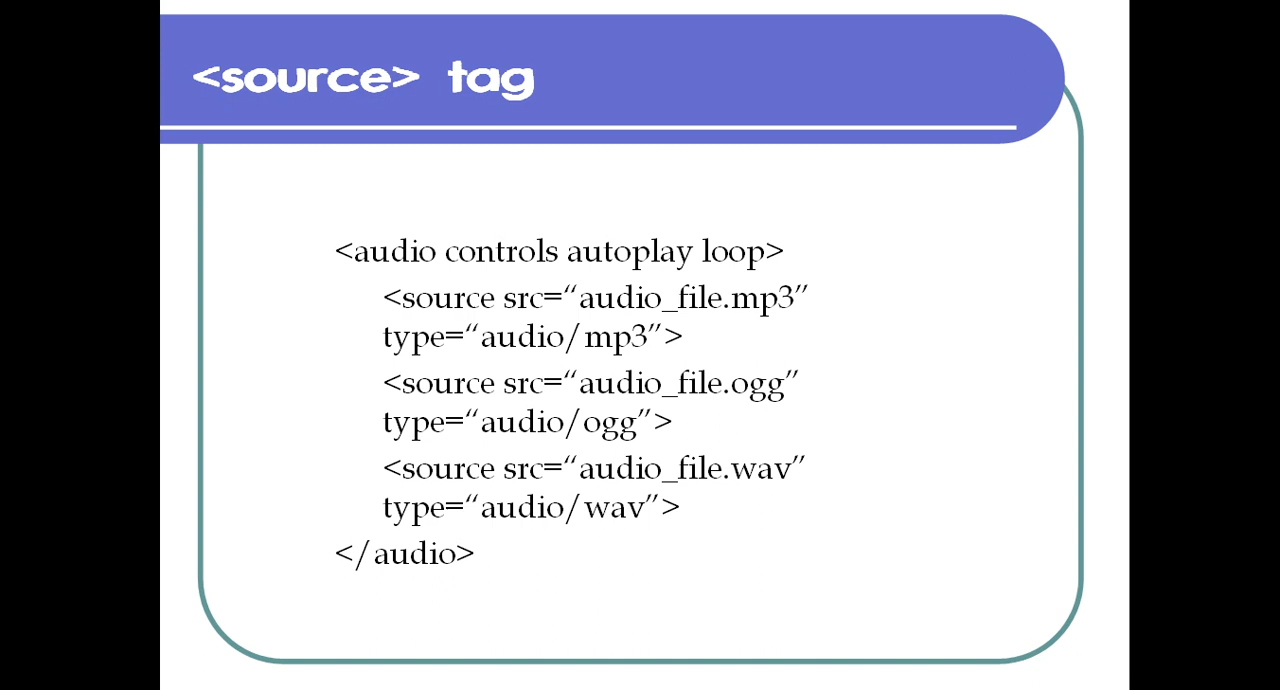 <source> tag
<audio controls autoplay loop>
<source src=“audio_file.mp3”
type=“audio/mp3”>
<source src=“audio_file.ogg”
type=“audio/ogg”>
<source src=“audio_file.wav”
type=“audio/wav”>
</audio>